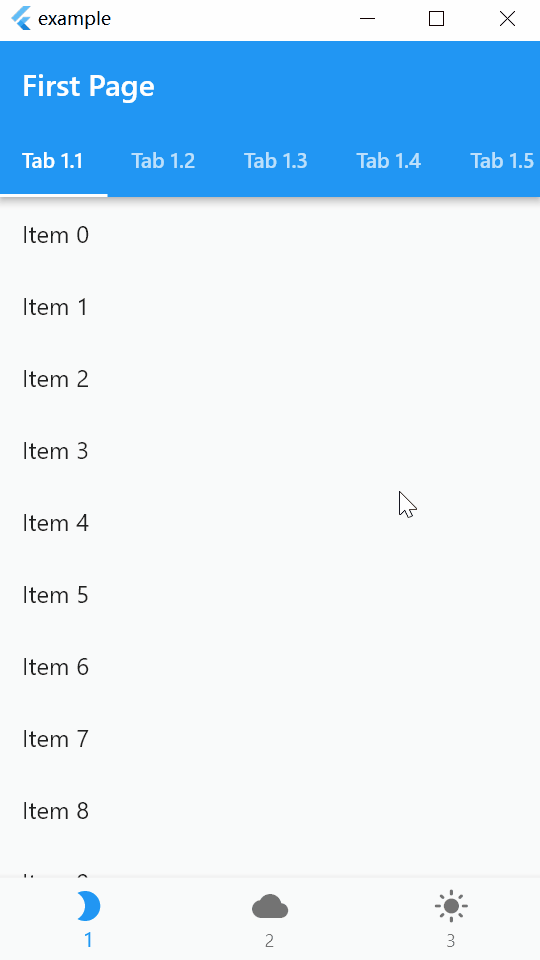 example
First Page
Tab 1.1 Tab 1.2 Tab 1.3 Tab 1.4 Tab 1.5
Item 0
Item 1
Item 2
Item 3
Item 4
Item 5
Item 6
Item 7
Item 8
1 2 3